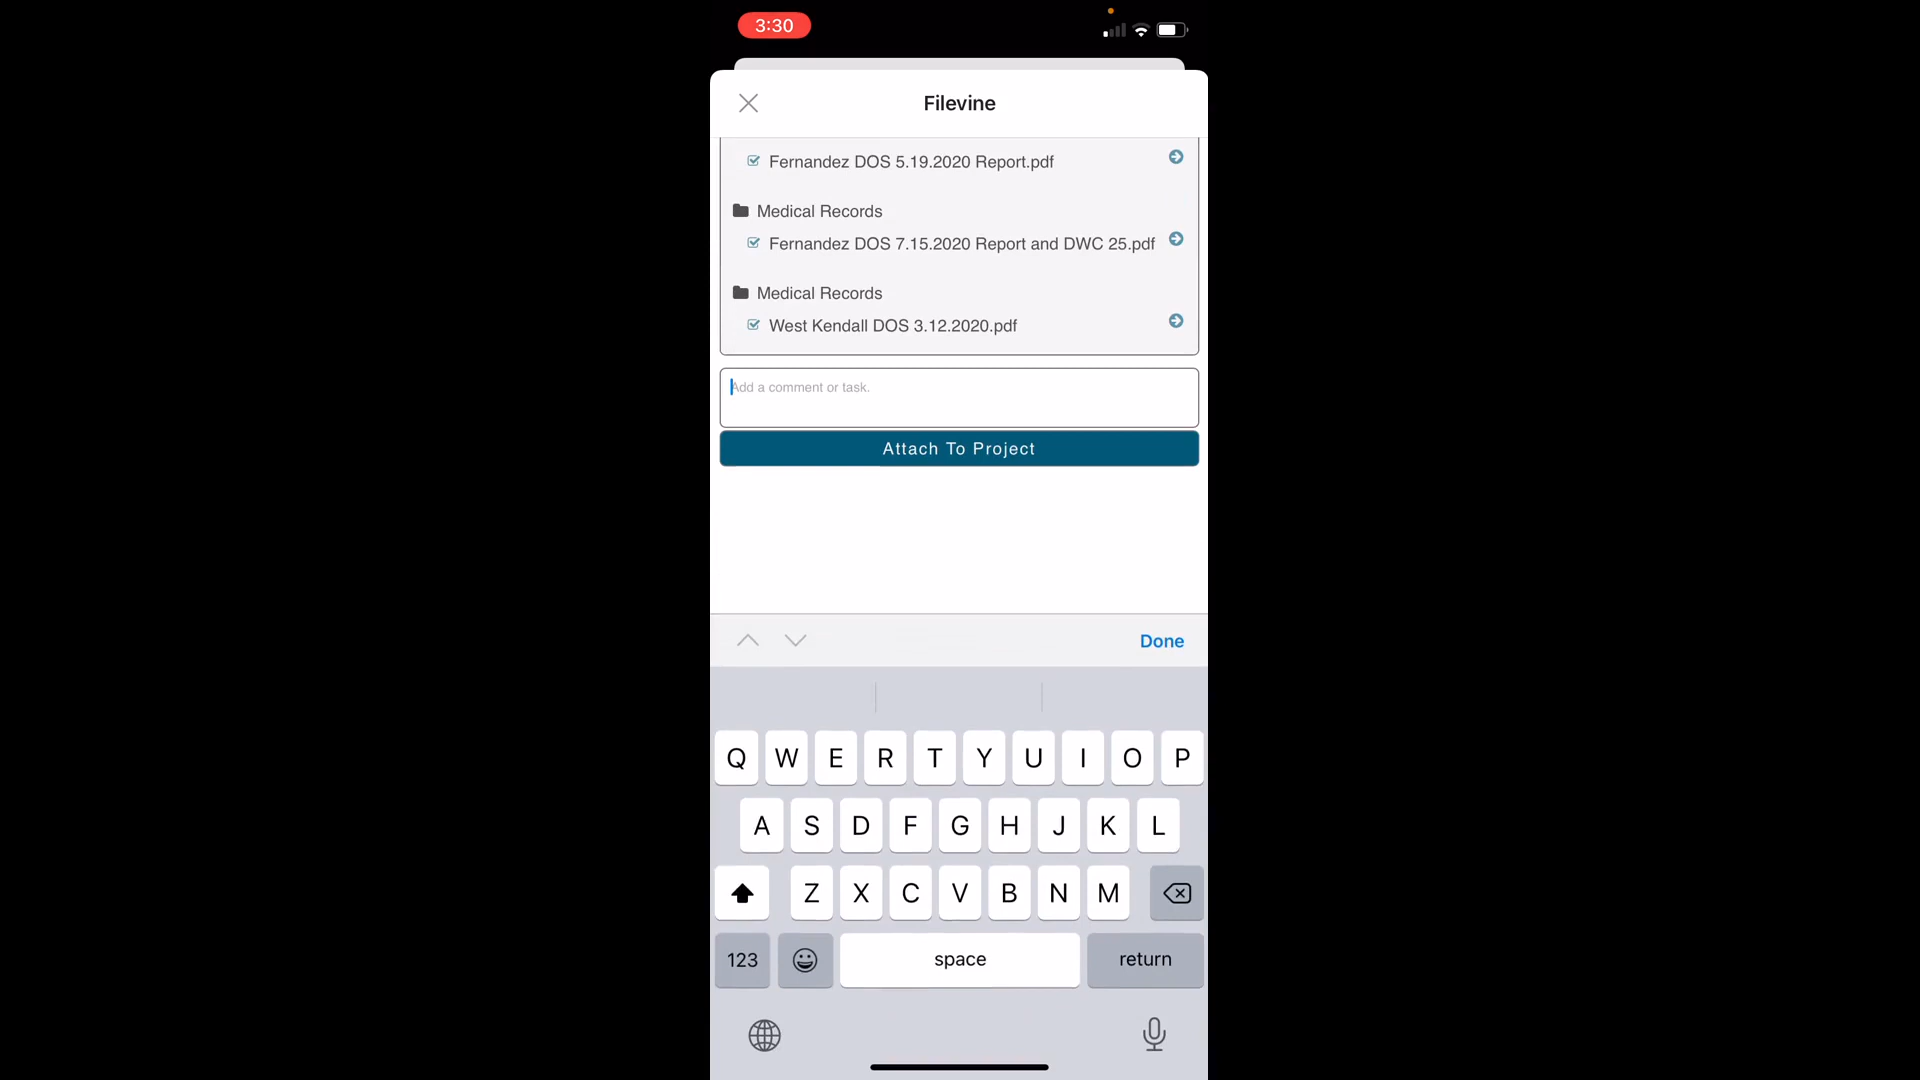 3:30
Filevine
Fernandez DOS 5.19.2020 Report.pdf
Medical Records
Fernandez DOS 7.15.2020 Report and DWC 25.pdf
Medical Records
West Kendall DOS 3.12.2020.pdf
Add a comment or task.
Attach To Project
Done
Q W E R T Y U I O P
A S D F G H J K L
Z X C V B N M
123 space return